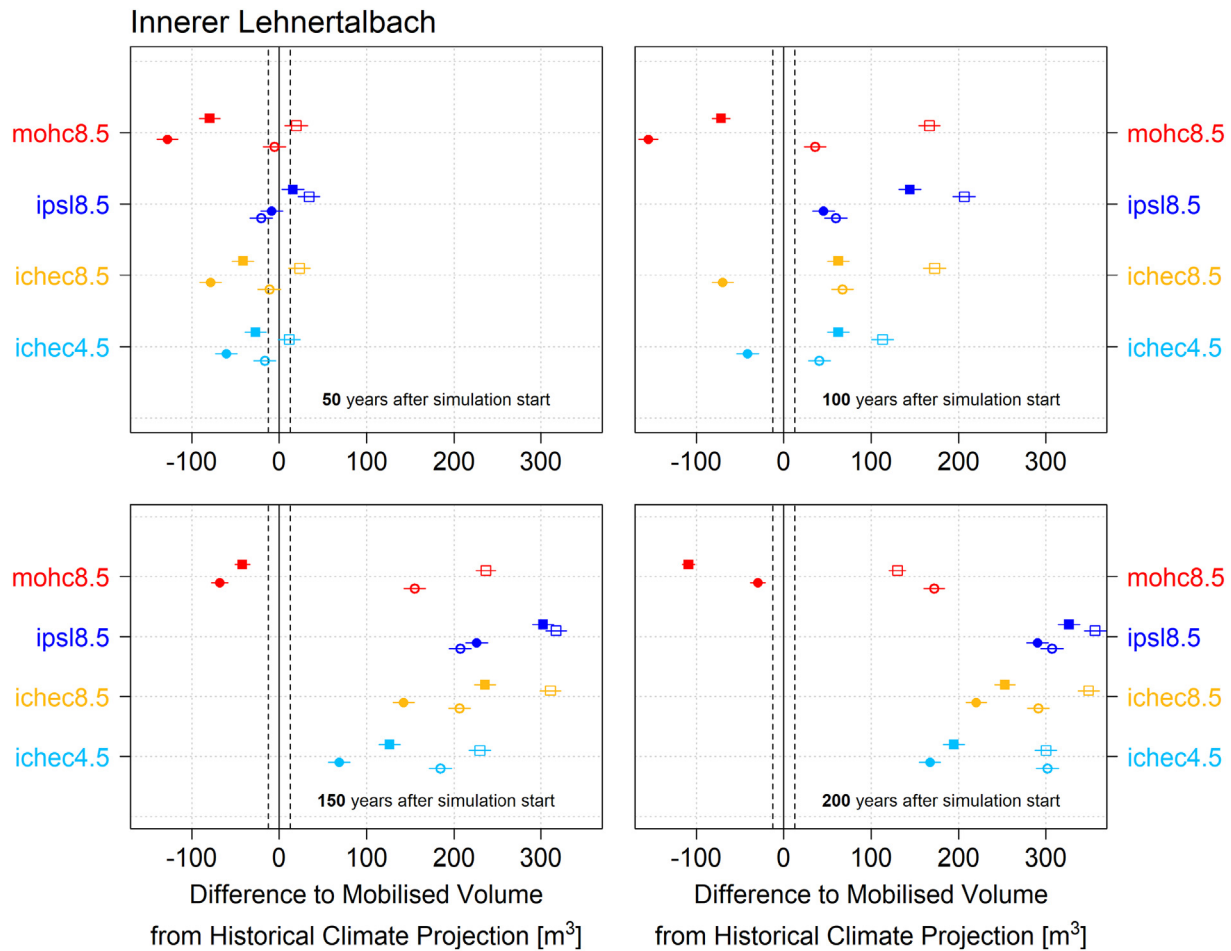 Innerer Lehnertalbach
mohc8.5
ipsl8.5
ichec8.5
ichec4.5
50 years after simulation start
-100 0 100 200 300
mohc8.5
ipsl8.5
ichec8.5
ichec4.5
100 years after simulation start
-100 0 100 200 300
mohc8.5
ipsl8.5
ichec8.5
ichec4.5
150 years after simulation start
-100 0 100 200 300
Difference to Mobilised Volume
from Historical Climate Projection [m³]
mohc8.5
ipsl8.5
ichec8.5
ichec4.5
200 years after simulation start
-100 0 100 200 300
Difference to Mobilised Volume
from Historical Climate Projection [m³]